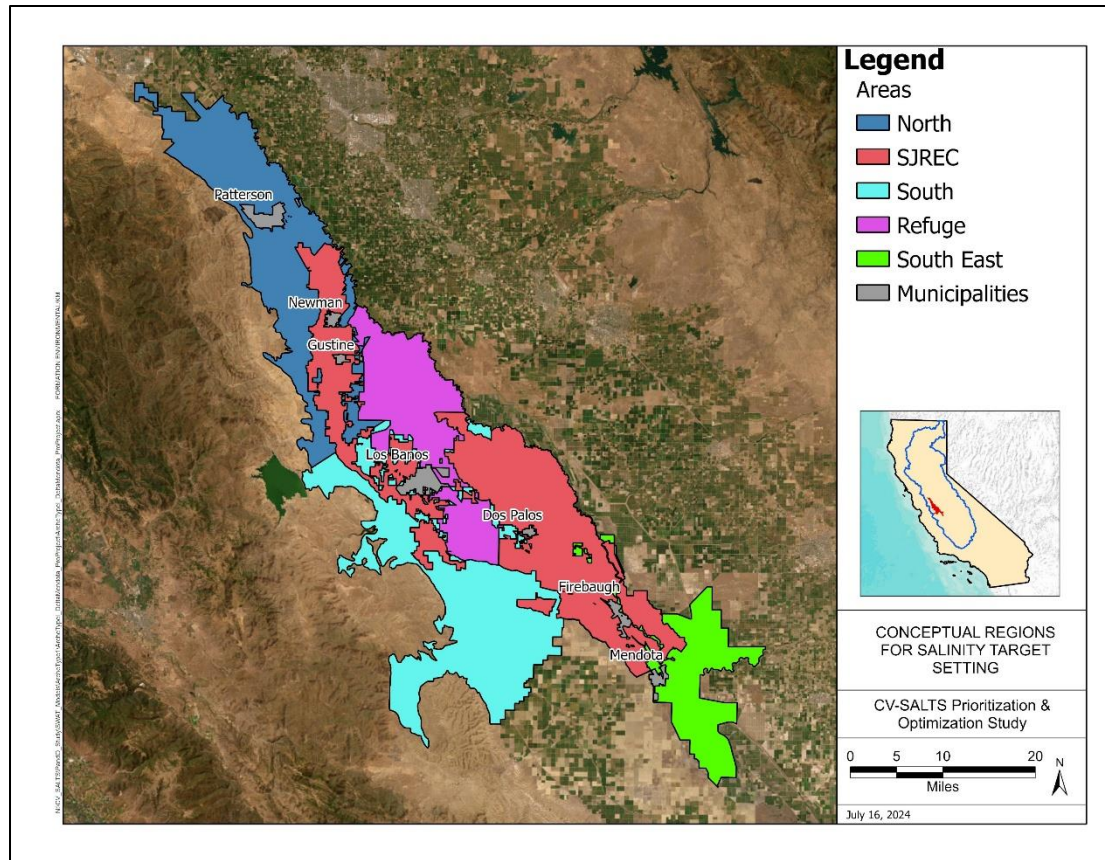 Patterson
Newman
Gustine
Los Banos
Dos Palos
Firebaugh
Mendota
Legend
Areas
North
SJREC
South
Refuge
South East
Municipalities
CONCEPTUAL REGIONS
FOR SALINITY TARGET
SETTING
CV-SALTS Prioritization &
Optimization Study
0 5 10 20
Miles
N
July 16, 2024